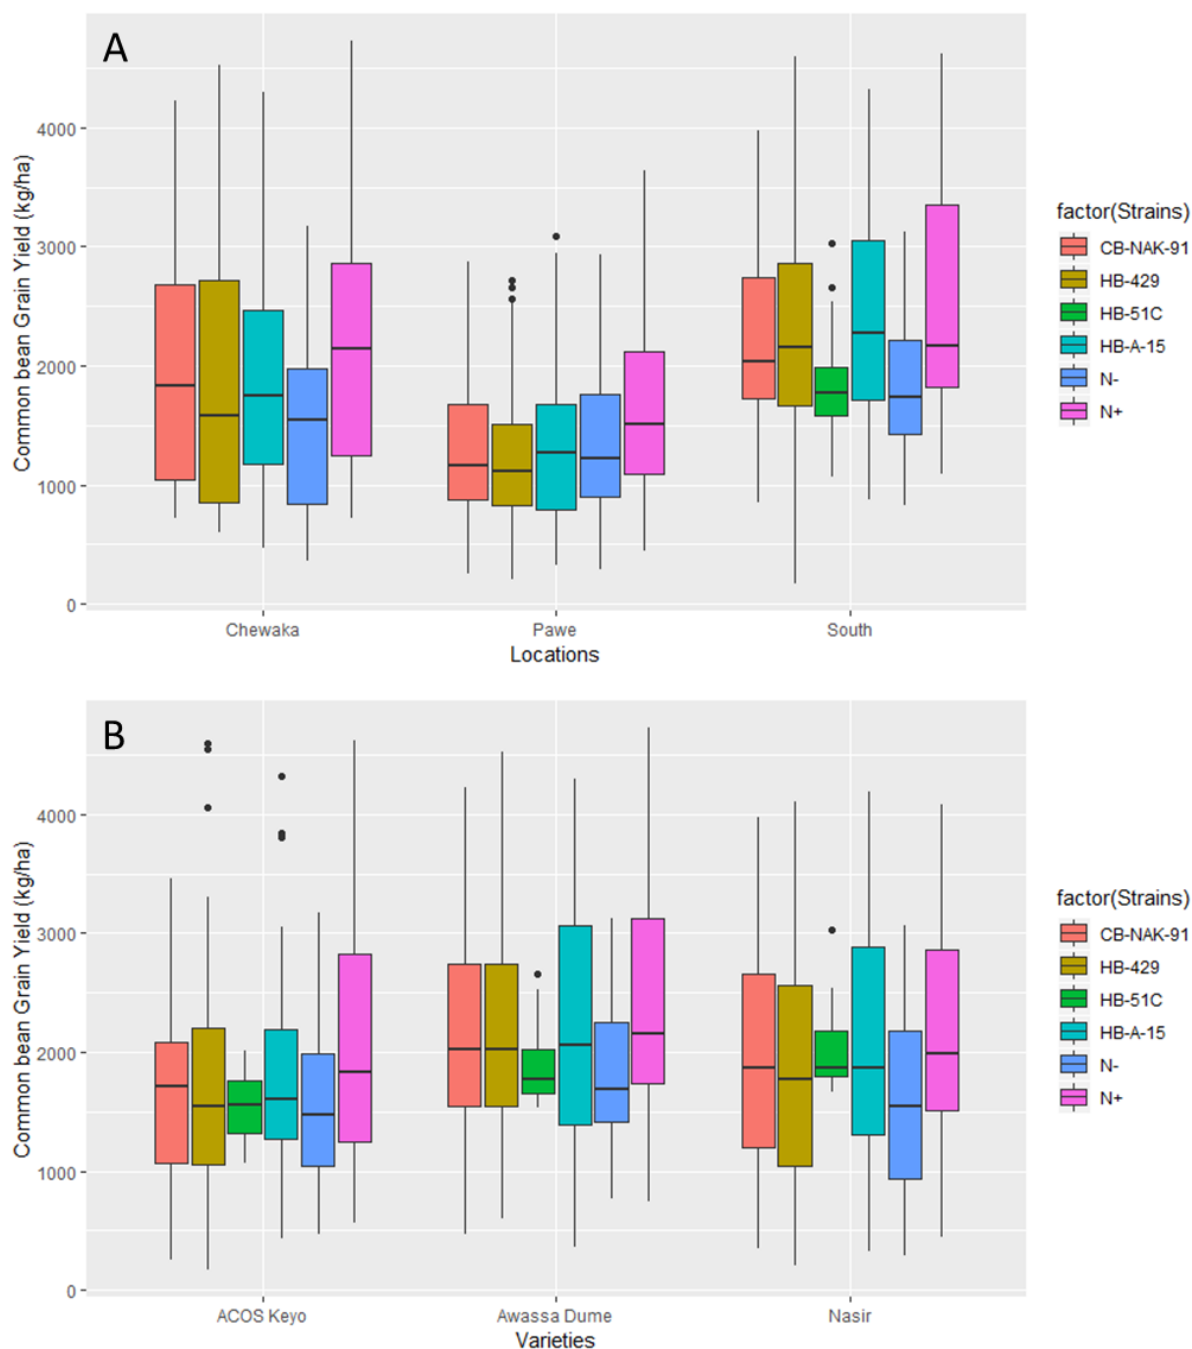 A
Common bean Grain Yield (kg/ha)
4000
3000
2000
1000
0
Chewaka
Pawe
South
Locations
factor(Strains)
CB-NAK-91
HB-429
HB-51C
HB-A-15
N-
N+
B
Common bean Grain Yield (kg/ha)
4000
3000
2000
1000
0
ACOS Keyo
Awassa Dume
Nasir
Varieties
factor(Strains)
CB-NAK-91
HB-429
HB-51C
HB-A-15
N-
N+